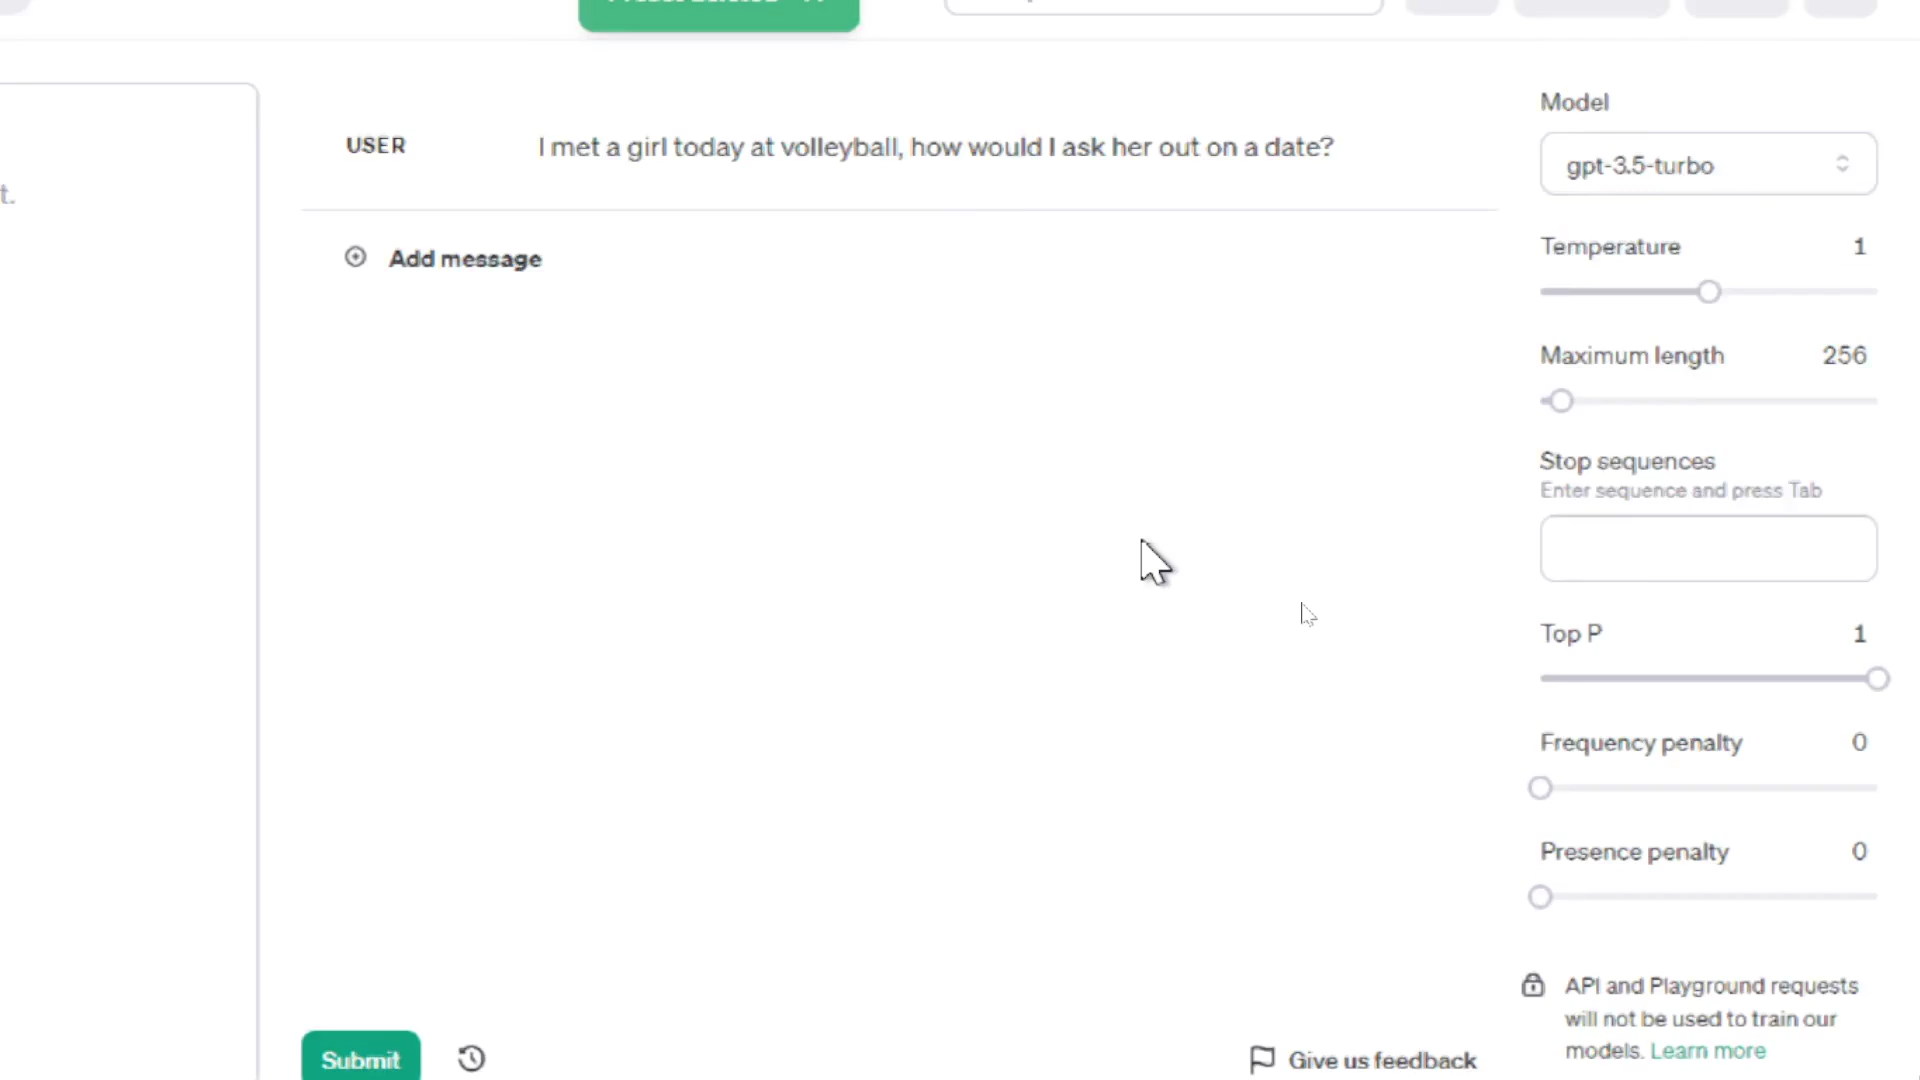 t.
USER
I met a girl today at volleyball, how would I ask her out on a date?
Add message
Submit
Give us feedback
Model
gpt-3.5-turbo
Temperature 1
Maximum length 256
Stop sequences
Enter sequence and press Tab
Top P 1
Frequency penalty 0
Presence penalty 0
API and Playground requests
will not be used to train our
models. Learn more